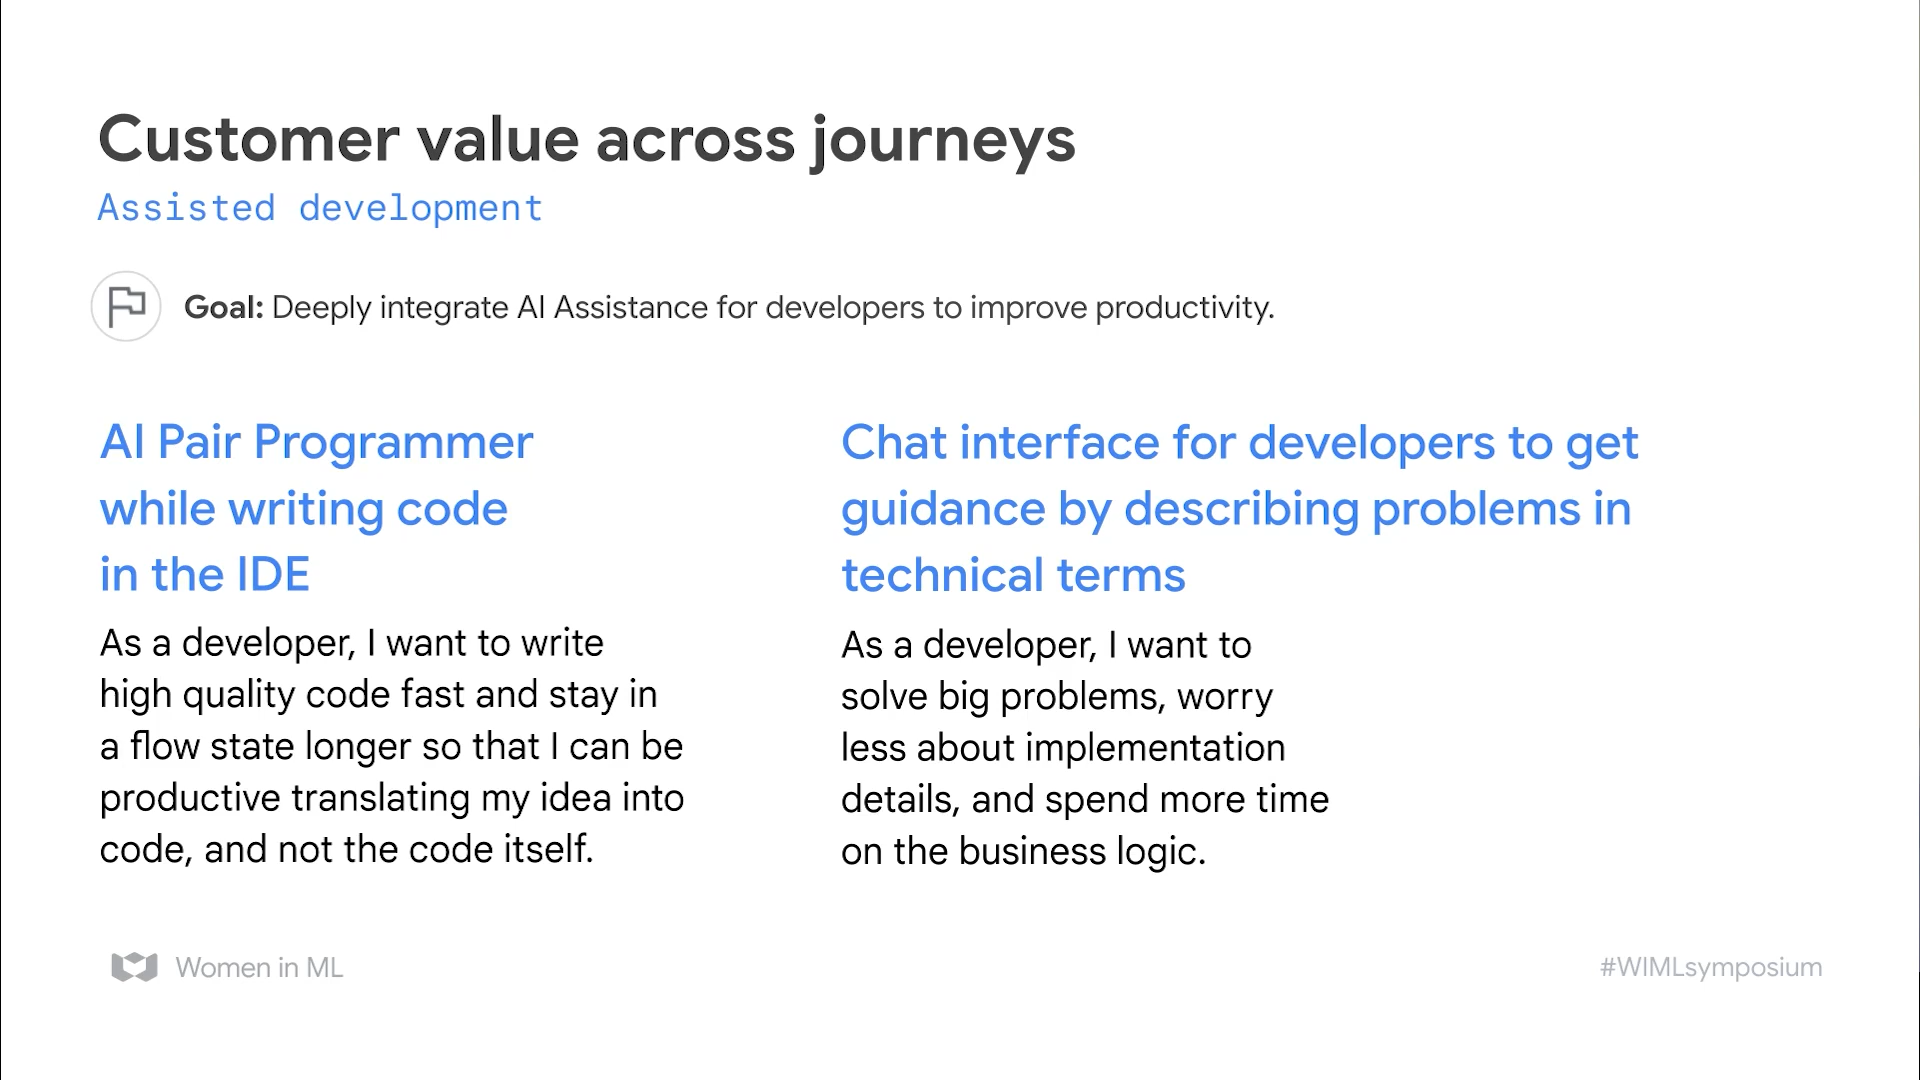 Customer value across journeys
Assisted development
Goal: Deeply integrate AI Assistance for developers to improve productivity.
AI Pair Programmer
while writing code
in the IDE
As a developer, I want to write
high quality code fast and stay in
a flow state longer so that I can be
productive translating my idea into
code, and not the code itself.
Chat interface for developers to get
guidance by describing problems in
technical terms
As a developer, I want to
solve big problems, worry
less about implementation
details, and spend more time
on the business logic.
Women in ML
#WIMLsymposium